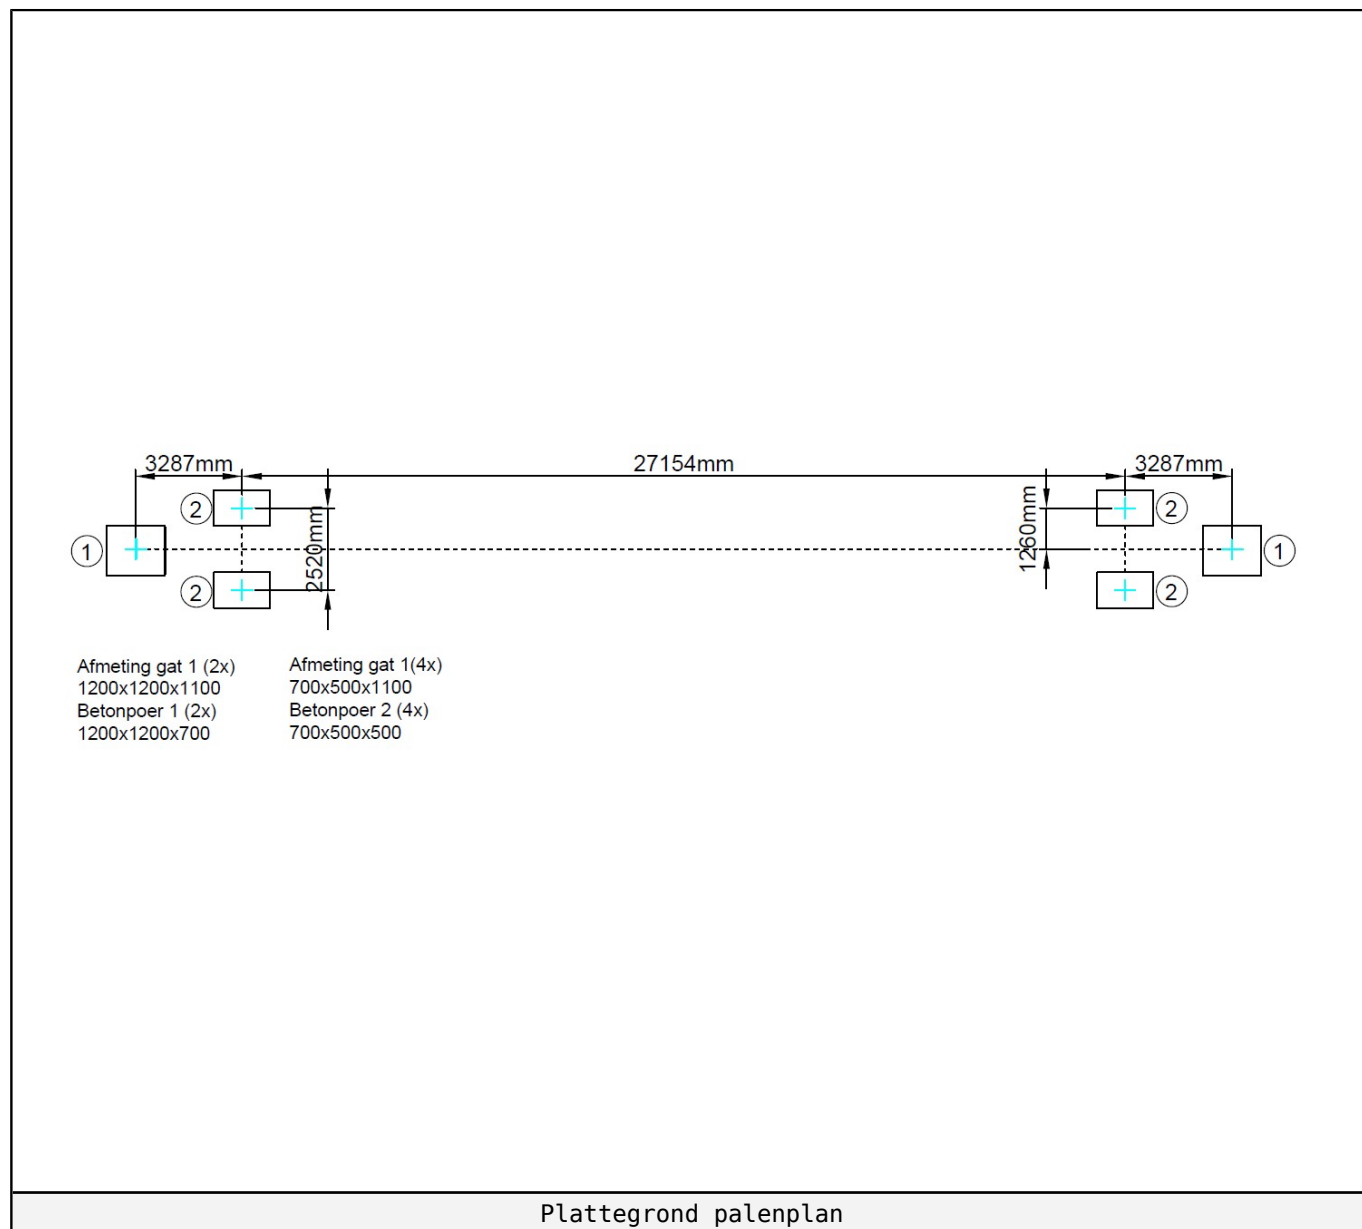 3287mm 27154mm 3287mm
2 2
2520mm 1260mm
1 1
2 2
Afmeting gat 1 (2x)
1200x1200x1100
Betonpoer 1 (2x)
1200x1200x700
Afmeting gat 1(4x)
700x500x1100
Betonpoer 2 (4x)
700x500x500
Plattegrond palenplan